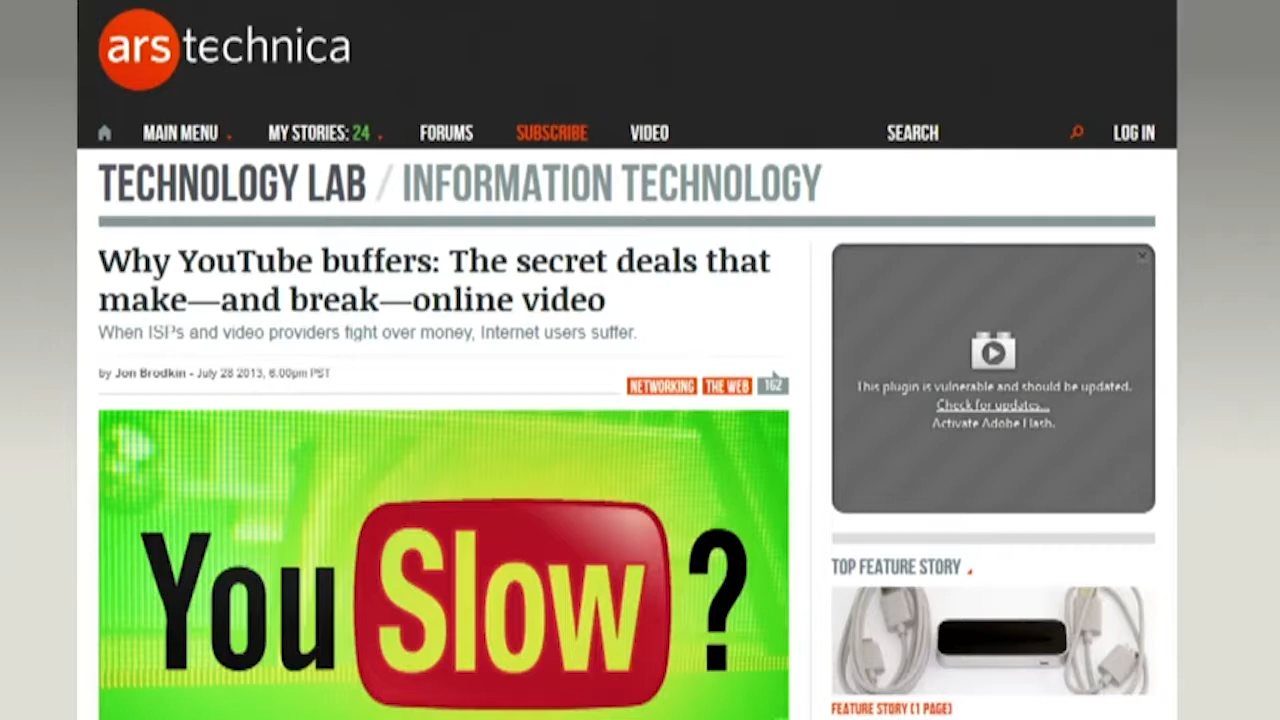 ars technica
MAIN MENU
MY STORIES: 24
FORUMS
SUBSCRIBE
VIDEO
SEARCH
LOG IN
TECHNOLOGY LAB / INFORMATION TECHNOLOGY
Why YouTube buffers: The secret deals that
make—and break—online video
When ISPs and video providers fight over money, Internet users suffer.
by Jon Brodkin - July 28 2013, 6:00pm PST
NETWORKING THE WEB 162
You Slow ?
This plugin is vulnerable and should be updated.
Check for updates...
Activate Adobe Flash.
TOP FEATURE STORY
FEATURE STORY (1 PAGE)